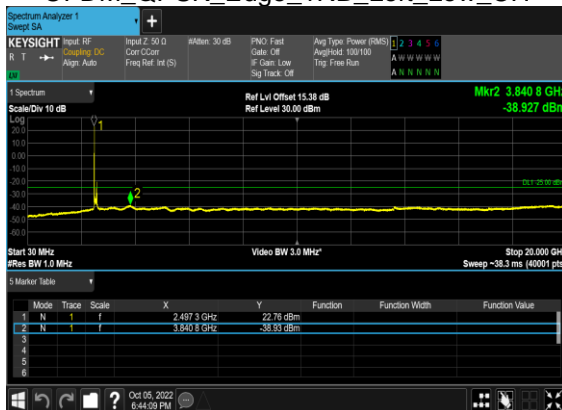 Spectrum Analyzer 1
Swept SA
KEYSIGHT
R T
Input: RF
Coupling: DC
Align: Auto
Input Z: 50 Ω
Corr CCorr
Freq Ref: Int (S)
#Atten: 30 dB
PNO: Fast
Gate: Off
IF Gain: Low
Sig Track: Off
Avg Type: Power (RMS)
Avg|Hold: 100/100
Trig: Free Run
1 2 3 4 5 6
A W W W W W
A N N N N N
1 Spectrum
Scale/Div 10 dB
Ref Lvl Offset 15.38 dB
Ref Level 30.00 dBm
Mkr2 3.840 8 GHz
-38.927 dBm
Log
20.0
10.0
0.00
-10.0
-20.0
-30.0
-40.0
-50.0
-60.0
1
2
DL1 -25.00 dBm
Start 30 MHz
#Res BW 1.0 MHz
Video BW 3.0 MHz*
Stop 20.000 GHz
Sweep ~38.3 ms (40001 pts)
5 Marker Table
Mode Trace Scale X Y Function Function Width Function Value
1 N 1 f 2.497 3 GHz 22.76 dBm
2 N 1 f 3.840 8 GHz -38.93 dBm
3
4
5
6
Oct 05, 2022
6:44:09 PM